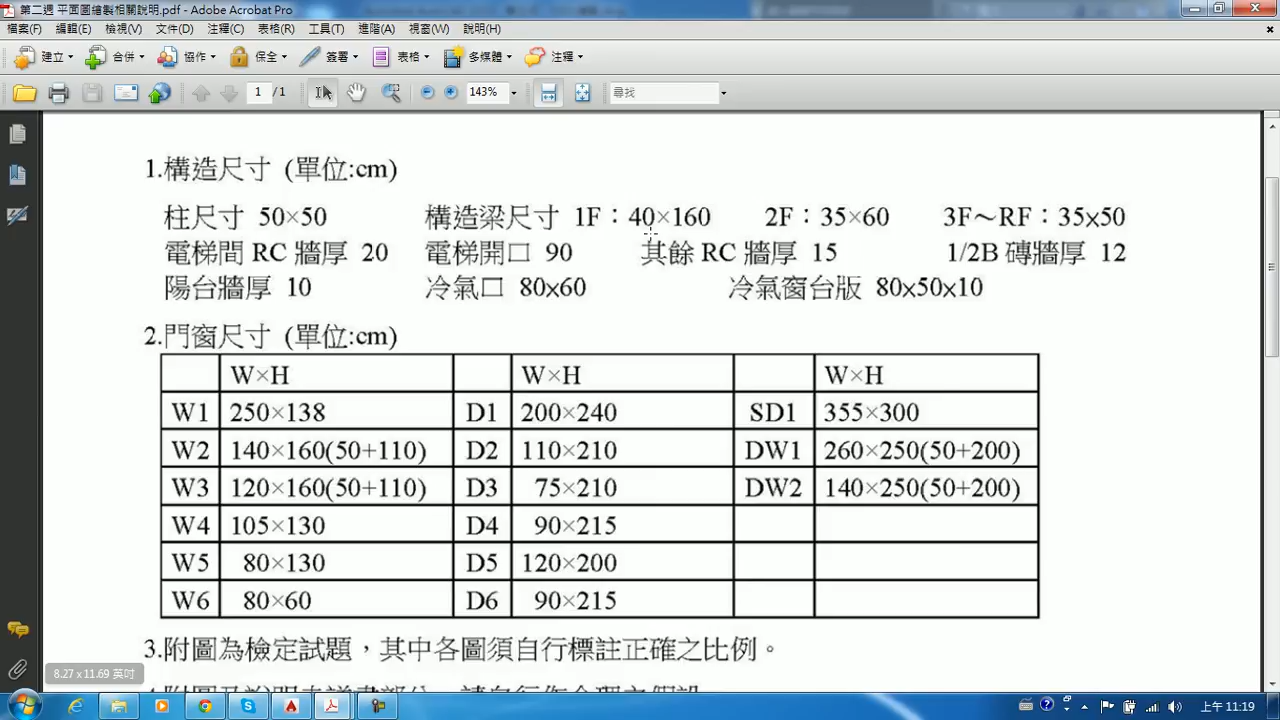 第二週 平面圖繪製相關說明.pdf - Adobe Acrobat Pro
檔案(F) 編輯(E) 檢視(V) 文件(D) 注釋(C) 表格(R) 工具(T) 進階(A) 視窗(W) 說明(H)
建立 合併 協作 保全 簽署 表格 多媒體 注釋
1 / 1 143% 尋找
1.構造尺寸 (單位:cm)
柱尺寸 50×50 構造梁尺寸 1F：40×160 2F：35×60 3F～RF：35x50
電梯間 RC 牆厚 20 電梯開口 90 其餘 RC 牆厚 15 1/2B 磚牆厚 12
陽台牆厚 10 冷氣口 80x60 冷氣窗台版 80x50x10
2.門窗尺寸 (單位:cm)
W×H W×H W×H
W1 250×138 D1 200×240 SD1 355×300
W2 140×160(50+110) D2 110×210 DW1 260×250(50+200)
W3 120×160(50+110) D3 75×210 DW2 140×250(50+200)
W4 105×130 D4 90×215
W5 80×130 D5 120×200
W6 80×60 D6 90×215
3.附圖為檢定試題，其中各圖須自行標註正確之比例。
8.27 x 11.69 英吋
上午 11:19